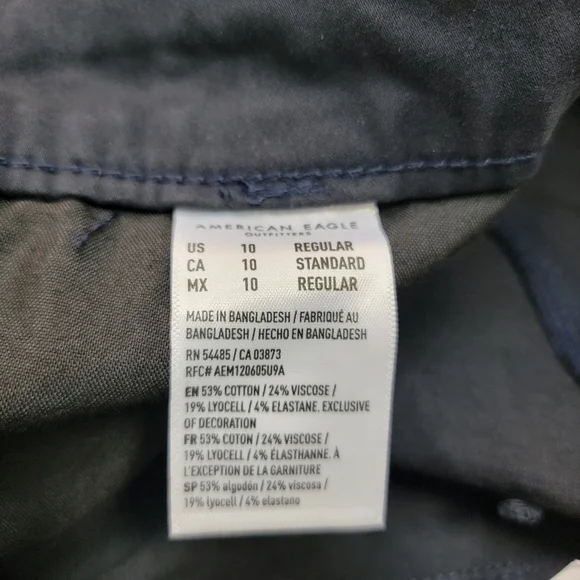 AMERICAN EAGLE
OUTFITTERS
US 10 REGULAR
CA 10 STANDARD
MX 10 REGULAR
MADE IN BANGLADESH / FABRIQUÉ AU
BANGLADESH / HECHO EN BANGLADESH
RN 54485 / CA 03873
RFC# AEM120605U9A
EN 53% COTTON / 24% VISCOSE /
19% LYOCELL / 4% ELASTANE. EXCLUSIVE
OF DECORATION
FR 53% COTON / 24% VISCOSE /
19% LYOCELL / 4% ÉLASTHANNE. À
L'EXCEPTION DE LA GARNITURE
SP 53% algodón / 24% viscosa /
19% lyocell / 4% elastano